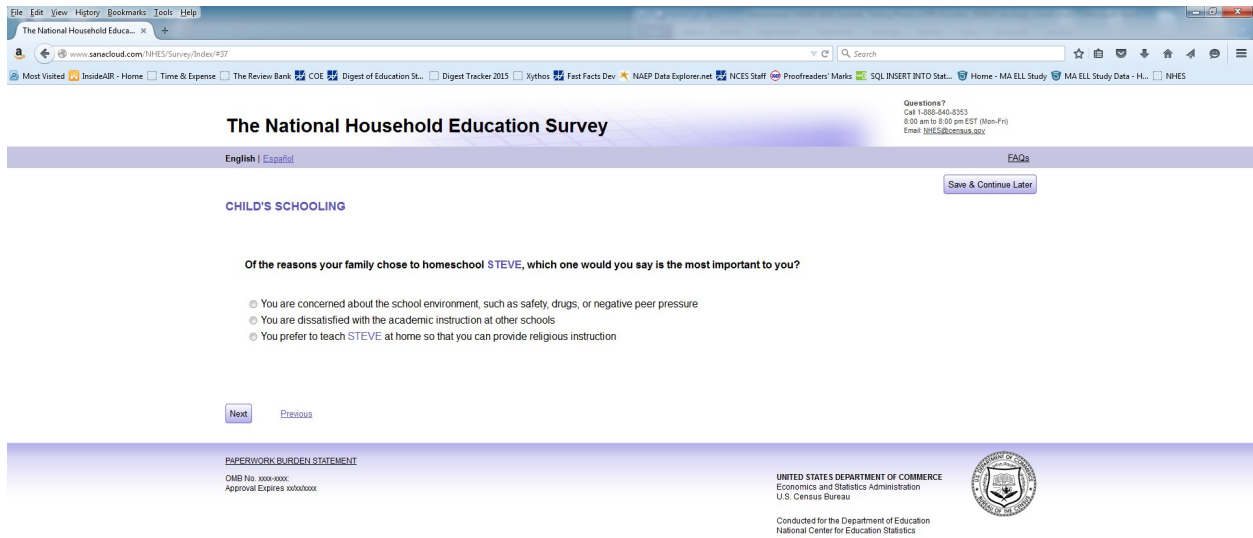 File Edit View History Bookmarks Tools Help
The National Household Educa... × +
www.sanacloud.com/NHES/Survey/Index/#37
Search
Most Visited InsideAIR - Home Time & Expense The Review Bank COE Digest of Education St... Digest Tracker 2015 Xythos Fast Facts Dev NAEP Data Explorer.net NCES Staff Proofreaders' Marks SQL INSERT INTO Stat... Home - MA ELL Study MA ELL Study Data - H... NHES
Questions?
Call 1-888-840-8353
8:00 am to 8:00 pm EST (Mon-Fri)
Email: NHES@census.gov
The National Household Education Survey
English | Español
FAQs
Save & Continue Later
CHILD'S SCHOOLING
Of the reasons your family chose to homeschool STEVE, which one would you say is the most important to you?
You are concerned about the school environment, such as safety, drugs, or negative peer pressure
You are dissatisfied with the academic instruction at other schools
You prefer to teach STEVE at home so that you can provide religious instruction
Next Previous
PAPERWORK BURDEN STATEMENT
OMB No. xxxx-xxxx:
Approval Expires xx/xx/xxxx
UNITED STATES DEPARTMENT OF COMMERCE
Economics and Statistics Administration
U.S. Census Bureau
Conducted for the Department of Education
National Center for Education Statistics